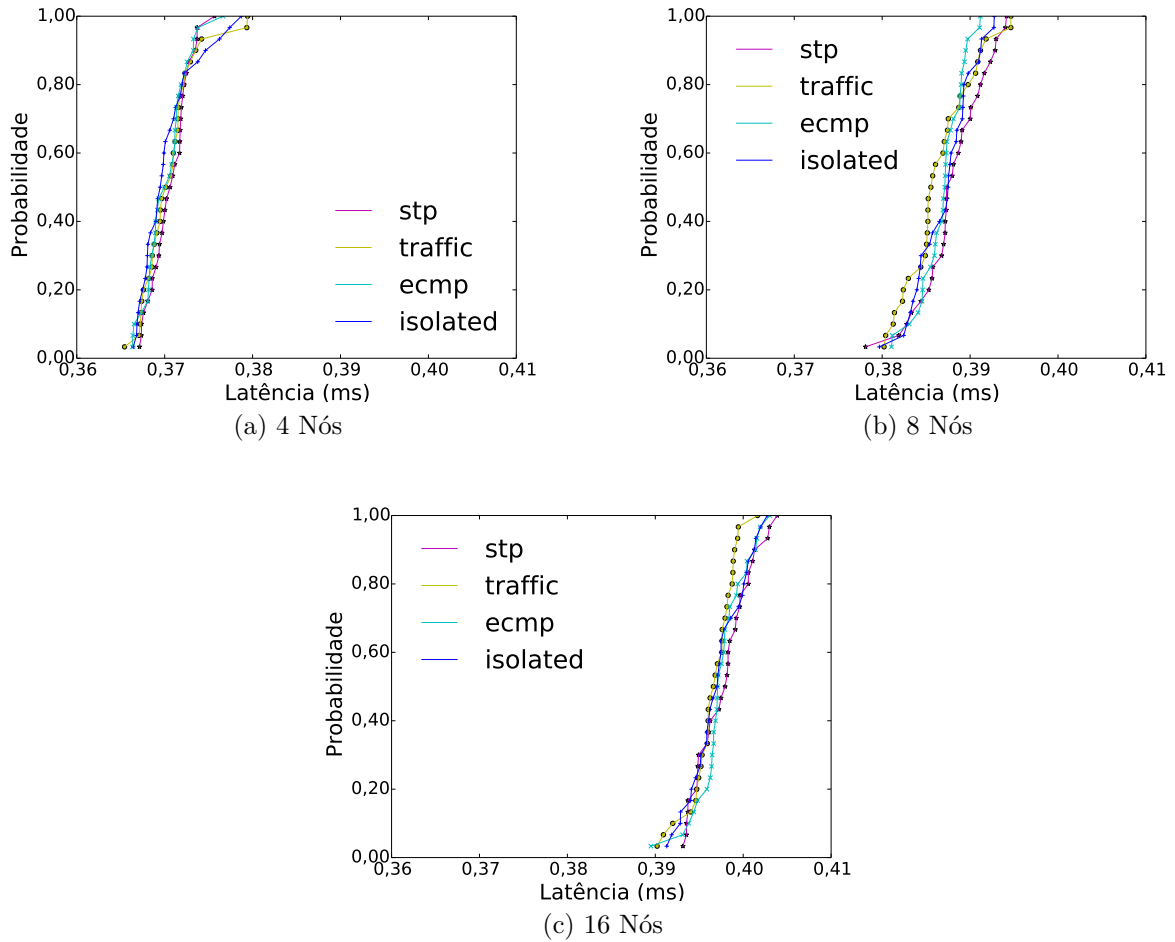 1,00
0,80
0,60
0,40
0,20
0,00
Probabilidade
stp
traffic
ecmp
isolated
0,36 0,37 0,38 0,39 0,40 0,41
Latência (ms)
(a) 4 Nós
1,00
0,80
0,60
0,40
0,20
0,00
Probabilidade
stp
traffic
ecmp
isolated
0,36 0,37 0,38 0,39 0,40 0,41
Latência (ms)
(b) 8 Nós
1,00
0,80
0,60
0,40
0,20
0,00
Probabilidade
stp
traffic
ecmp
isolated
0,36 0,37 0,38 0,39 0,40 0,41
Latência (ms)
(c) 16 Nós